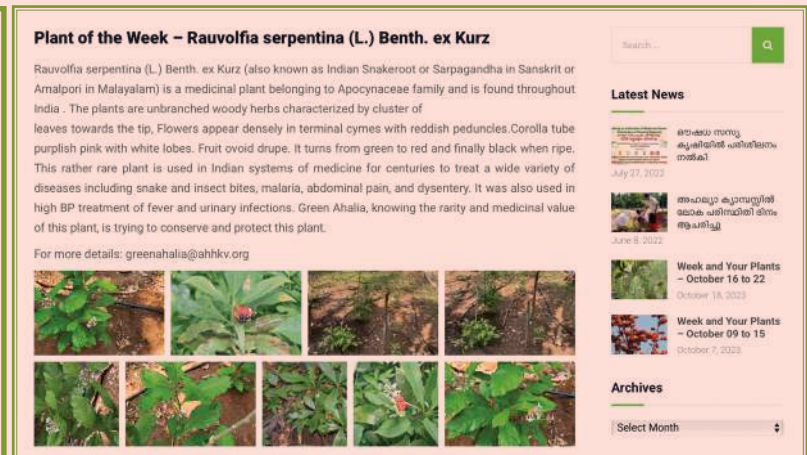 Plant of the Week – Rauvolfia serpentina (L.) Benth. ex Kurz
Rauvolfia serpentina (L.) Benth. ex Kurz (also known as Indian Snakeroot or Sarpagandha in Sanskrit or
Amalpori in Malayalam) is a medicinal plant belonging to Apocynaceae family and is found throughout
India . The plants are unbranched woody herbs characterized by cluster of
leaves towards the tip, Flowers appear densely in terminal cymes with reddish peduncles.Corolla tube
purplish pink with white lobes. Fruit ovoid drupe. It turns from green to red and finally black when ripe.
This rather rare plant is used in Indian systems of medicine for centuries to treat a wide variety of
diseases including snake and insect bites, malaria, abdominal pain, and dysentery. It was also used in
high BP treatment of fever and urinary infections. Green Ahalia, knowing the rarity and medicinal value
of this plant, is trying to conserve and protect this plant.
For more details: greenahalia@ahhkv.org
Search ...
Latest News
ഔഷധ സസ്യ
കൃഷിയിൽ പരിശീലനം
നൽകി
July 27, 2022
അഹല്യാ ക്യാമ്പസ്സിൽ
ലോക പരിസ്ഥിതി ദിനം
ആചരിച്ചു
June 8, 2022
Week and Your Plants
– October 16 to 22
October 18, 2023
Week and Your Plants
– October 09 to 15
October 7, 2023
Archives
Select Month